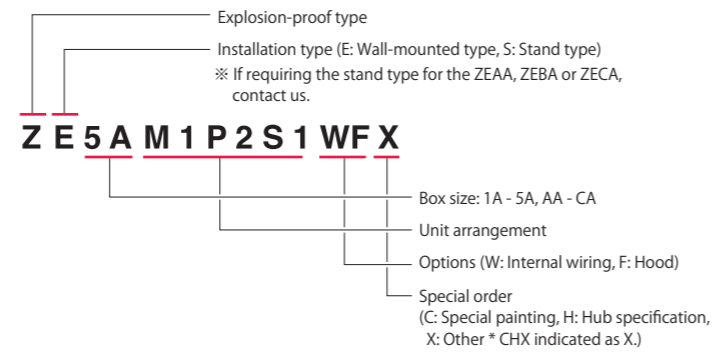 Explosion-proof type
Installation type (E: Wall-mounted type, S: Stand type)
※ If requiring the stand type for the ZEAA, ZEBA or ZECA,
contact us.
Z E 5 A M 1 P 2 S 1 WF X
Box size: 1A - 5A, AA - CA
Unit arrangement
Options (W: Internal wiring, F: Hood)
Special order
(C: Special painting, H: Hub specification,
X: Other * CHX indicated as X.)